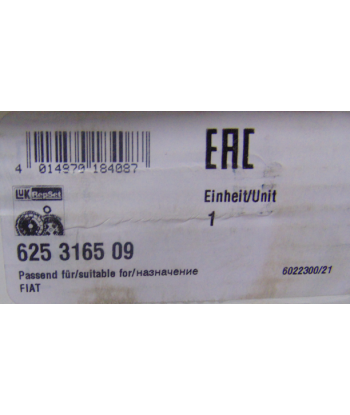 4 014870 184087
EAC
LuK RepSet
Einheit/Unit
1
625 3165 09
Passend für/suitable for/назначение
FIAT
6022300/21